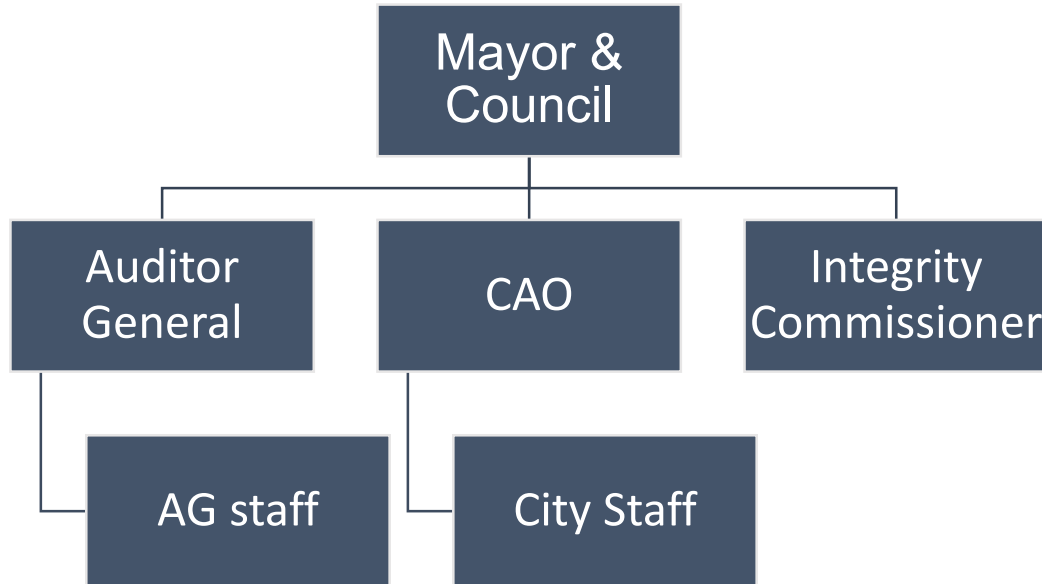 Mayor &
Council
Auditor
General
CAO
Integrity
Commissioner
AG staff
City Staff